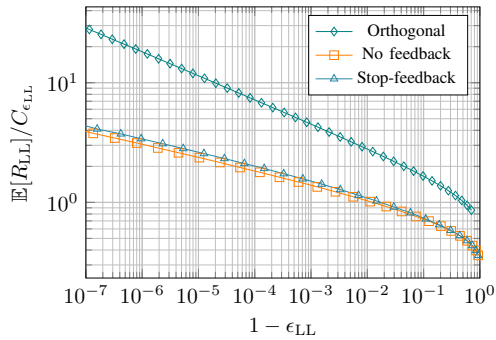 𝔼[R_LL]/C_ϵLL
10^1
10^0
Orthogonal
No feedback
Stop-feedback
10^−7 10^−6 10^−5 10^−4 10^−3 10^−2 10^−1 10^0
1 − ϵ_LL